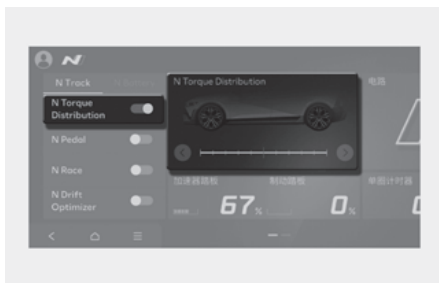 N Track
N Torque Distribution
电路
N Torque
Distribution
N Pedal
N Race
加速器踏板
制动踏板
单圈计时器
N Drift
Optimizer
67%
0%